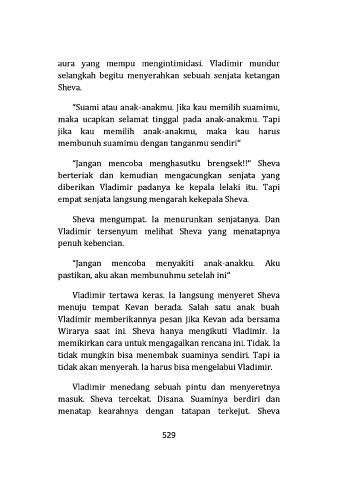 aura yang mempu mengintimidasi. Vladimir mundur
selangkah begitu menyerahkan sebuah senjata ketangan
Sheva.
"Suami atau anak-anakmu. Jika kau memilih suamimu,
maka ucapkan selamat tinggal pada anak-anakmu. Tapi
jika kau memilih anak-anakmu, maka kau harus
membunuh suamimu dengan tanganmu sendiri"
"Jangan mencoba menghasutku brengsek!!" Sheva
berteriak dan kemudian mengacungkan senjata yang
diberikan Vladimir padanya ke kepala lelaki itu. Tapi
empat senjata langsung mengarah kekepala Sheva.
Sheva mengumpat. Ia menurunkan senjatanya. Dan
Vladimir tersenyum melihat Sheva yang menatapnya
penuh kebencian.
"Jangan mencoba menyakiti anak-anakku. Aku
pastikan, aku akan membunuhmu setelah ini"
Vladimir tertawa keras. Ia langsung menyeret Sheva
menuju tempat Kevan berada. Salah satu anak buah
Vladimir memberikannya pesan jika Kevan ada bersama
Wirarya saat ini. Sheva hanya mengikuti Vladimir. Ia
memikirkan cara untuk mengagalkan rencana ini. Tidak. Ia
tidak mungkin bisa menembak suaminya sendiri. Tapi ia
tidak akan menyerah. Ia harus bisa mengelabui Vladimir.
Vladimir menedang sebuah pintu dan menyeretnya
masuk. Sheva tercekat. Disana. Suaminya berdiri dan
menatap kearahnya dengan tatapan terkejut. Sheva
529